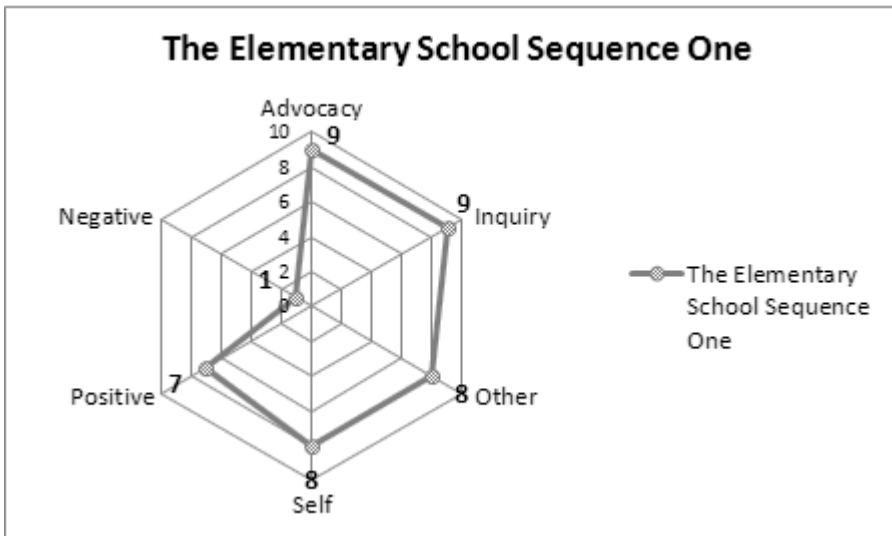 The Elementary School Sequence One
Advocacy
10
9
8
6
4
2
0
9
Inquiry
Negative
1
The Elementary
School Sequence
One
Positive
7
8
Other
8
Self